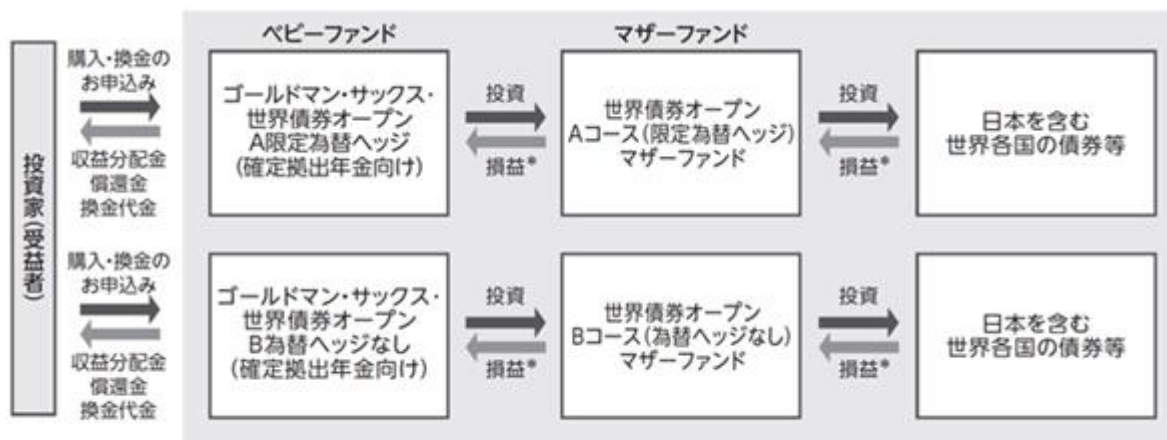 ベビーファンド
マザーファンド
投資家(受益者)
購入・換金の
お申込み
収益分配金
償還金
換金代金
ゴールドマン・サックス・
世界債券オープン
A限定為替ヘッジ
(確定拠出年金向け)
投資
損益*
世界債券オープン
Aコース(限定為替ヘッジ)
マザーファンド
投資
損益*
日本を含む
世界各国の債券等
購入・換金の
お申込み
収益分配金
償還金
換金代金
ゴールドマン・サックス・
世界債券オープン
B為替ヘッジなし
(確定拠出年金向け)
投資
損益*
世界債券オープン
Bコース(為替ヘッジなし)
マザーファンド
投資
損益*
日本を含む
世界各国の債券等